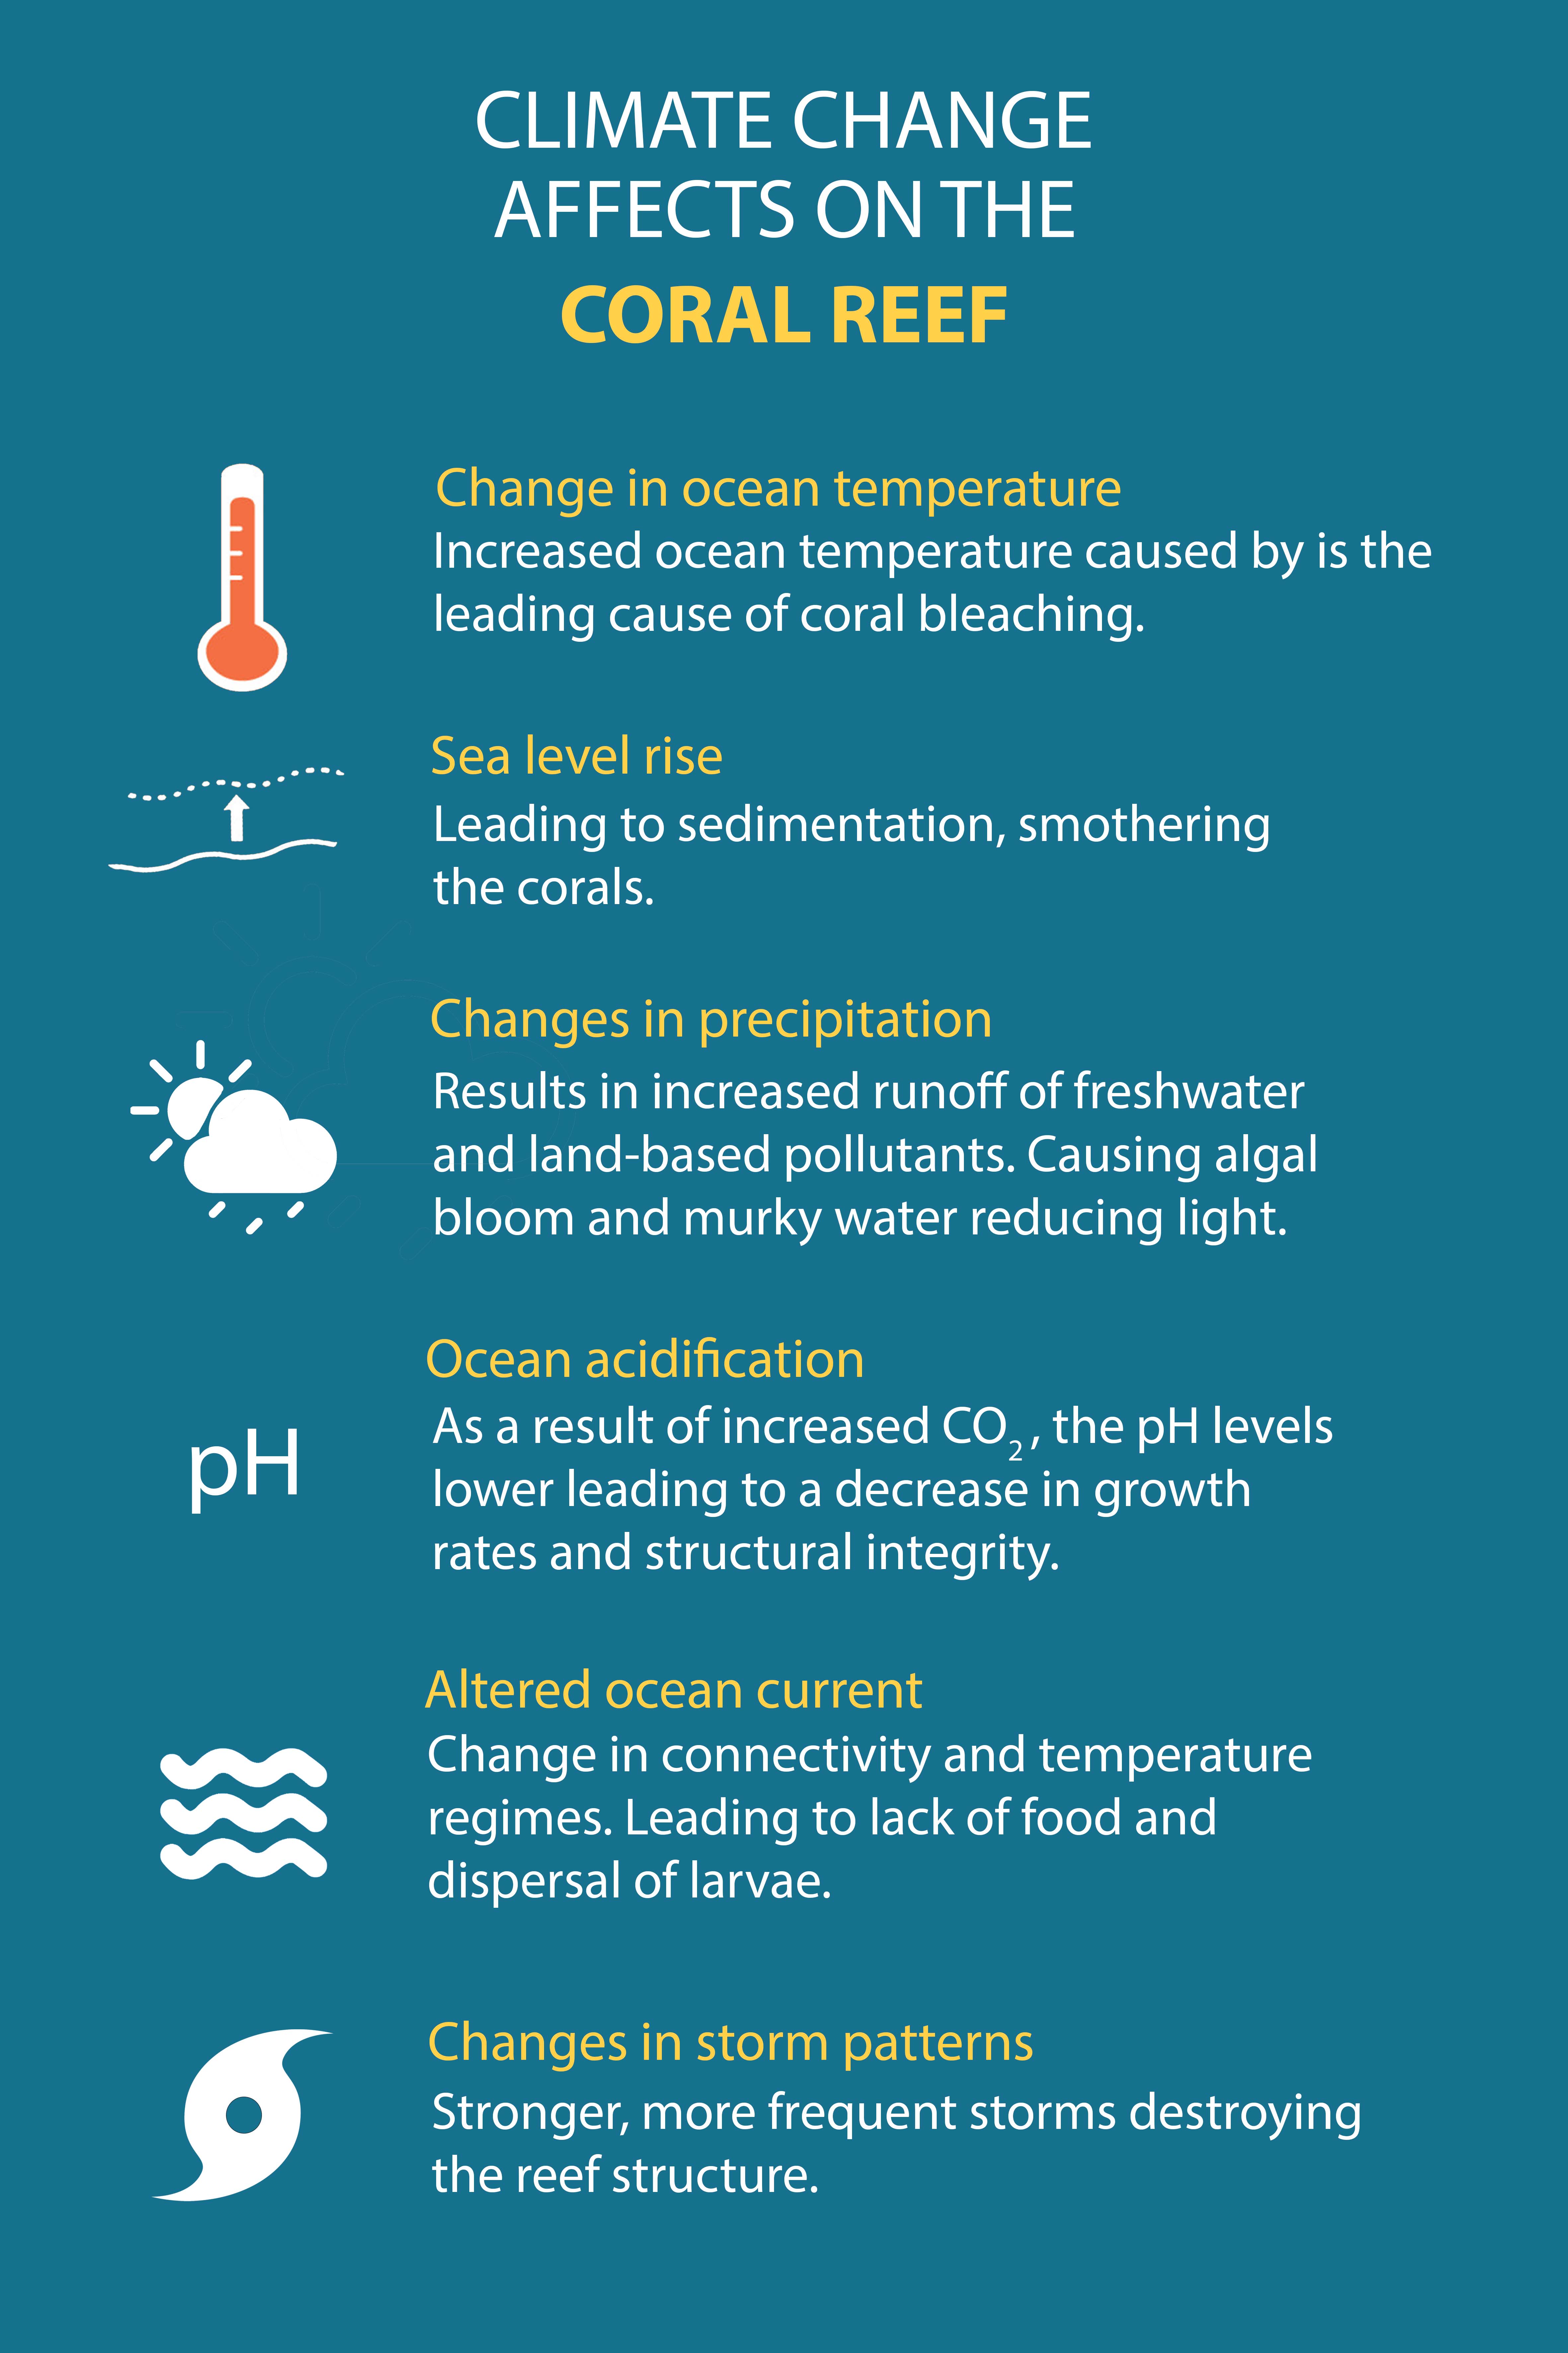 CLIMATE CHANGE
AFFECTS ON THE
CORAL REEF
Change in ocean temperature
Increased ocean temperature caused by is the
leading cause of coral bleaching.
Sea level rise
Leading to sedimentation, smothering
the corals.
Changes in precipitation
Results in increased runoff of freshwater
and land-based pollutants. Causing algal
bloom and murky water reducing light.
Ocean acidification
pH
As a result of increased CO₂, the pH levels
lower leading to a decrease in growth
rates and structural integrity.
Altered ocean current
Change in connectivity and temperature
regimes. Leading to lack of food and
dispersal of larvae.
Changes in storm patterns
Stronger, more frequent storms destroying
the reef structure.